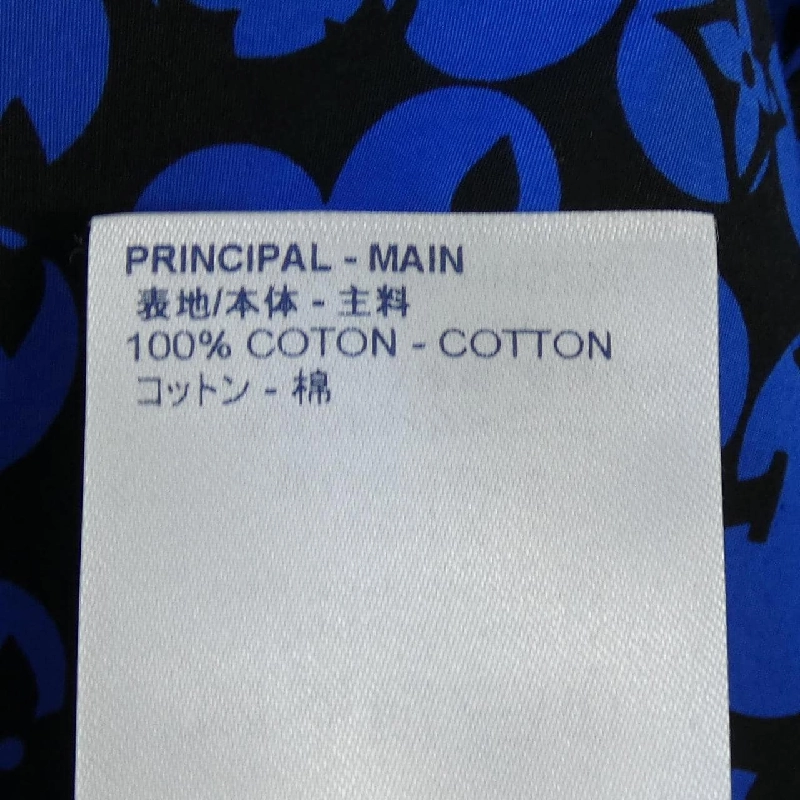 PRINCIPAL - MAIN
表地/本体 - 主料
100% COTON - COTTON
コットン - 棉